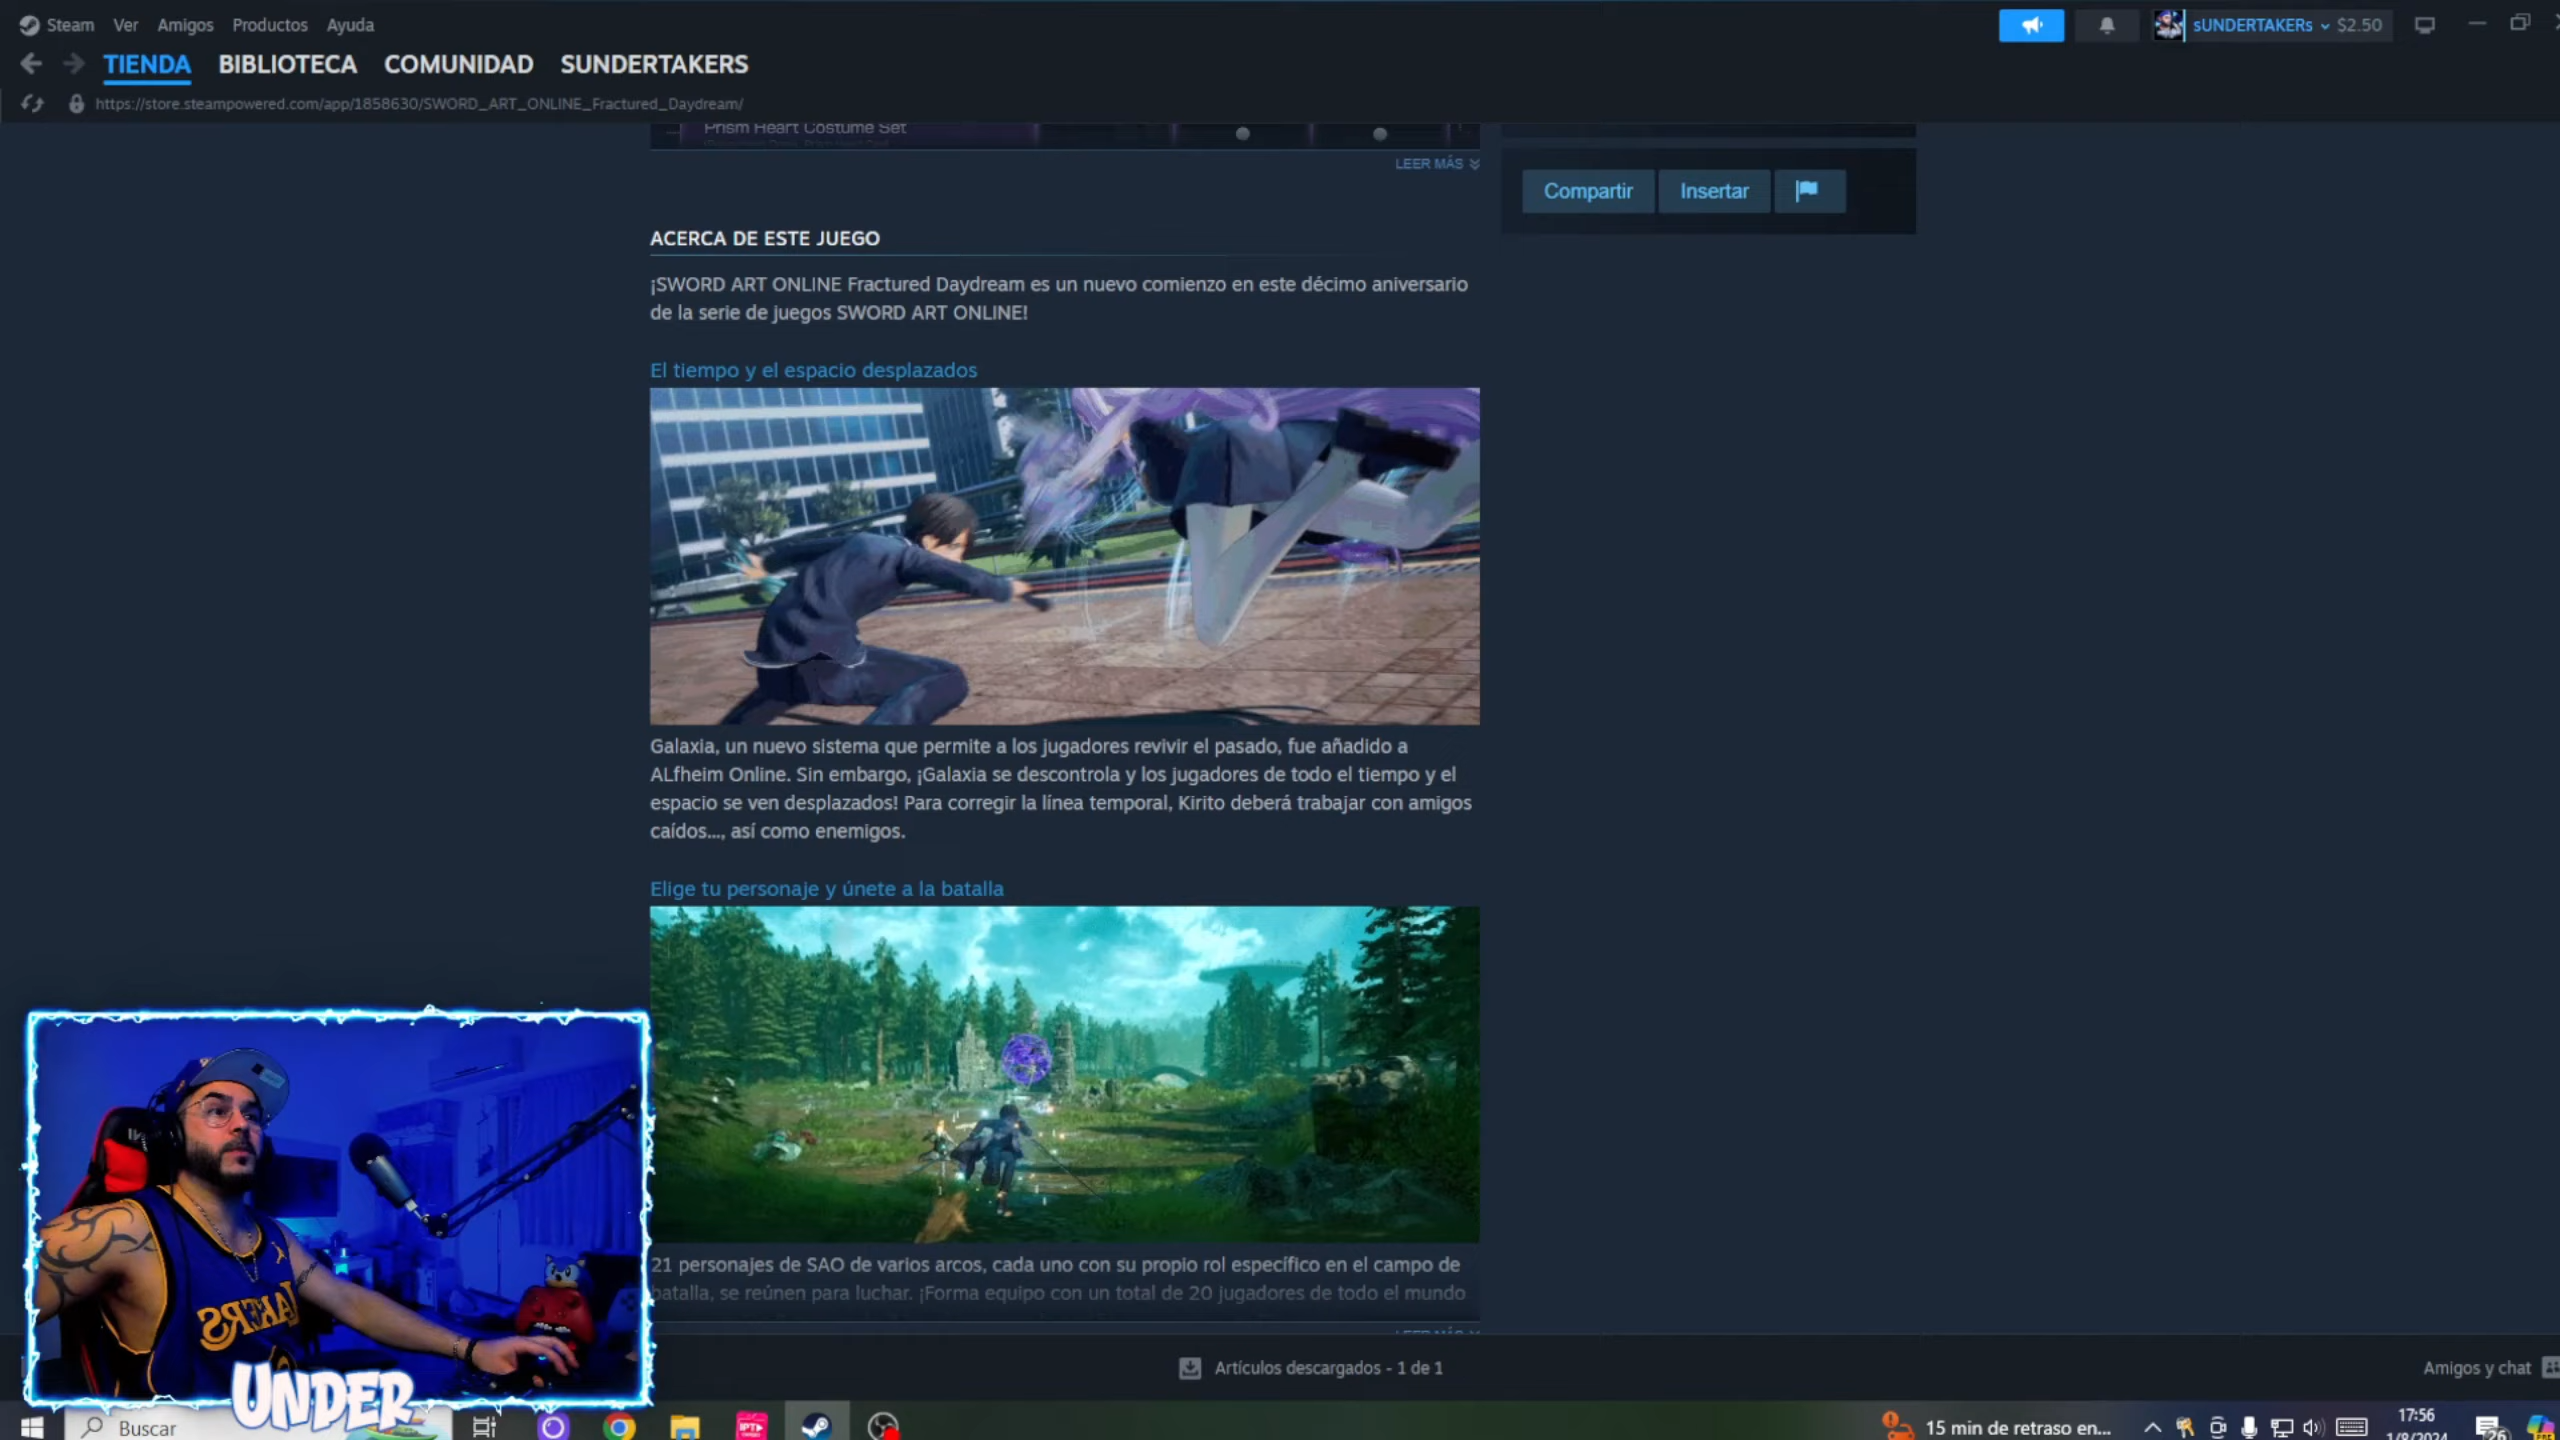 Steam Ver Amigos Productos Ayuda
sUNDERTAKERs $2.50
TIENDA BIBLIOTECA COMUNIDAD SUNDERTAKERS
https://store.steampowered.com/app/1858630/SWORD_ART_ONLINE_Fractured_Daydream/
Prism Heart Costume Set
LEER MÁS
Compartir Insertar
ACERCA DE ESTE JUEGO
¡SWORD ART ONLINE Fractured Daydream es un nuevo comienzo en este décimo aniversario
de la serie de juegos SWORD ART ONLINE!
El tiempo y el espacio desplazados
Galaxia, un nuevo sistema que permite a los jugadores revivir el pasado, fue añadido a
ALfheim Online. Sin embargo, ¡Galaxia se descontrola y los jugadores de todo el tiempo y el
espacio se ven desplazados! Para corregir la línea temporal, Kirito deberá trabajar con amigos
caídos..., así como enemigos.
Elige tu personaje y únete a la batalla
21 personajes de SAO de varios arcos, cada uno con su propio rol específico en el campo de
batalla, se reúnen para luchar. ¡Forma equipo con un total de 20 jugadores de todo el mundo
LEER MÁS
LAKERS
UNDER
Artículos descargados - 1 de 1
Amigos y chat
Buscar
15 min de retraso en...
17:56
1/8/2024
26